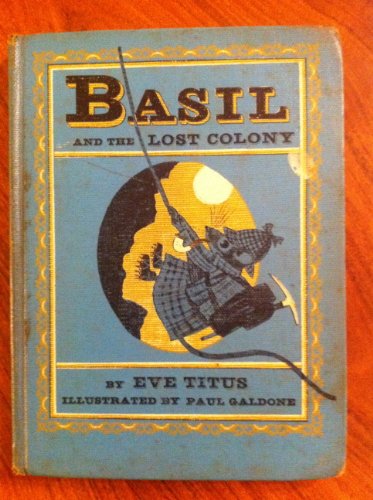 BASIL
AND THE LOST COLONY
BY EVE TITUS
ILLUSTRATED BY PAUL GALDONE